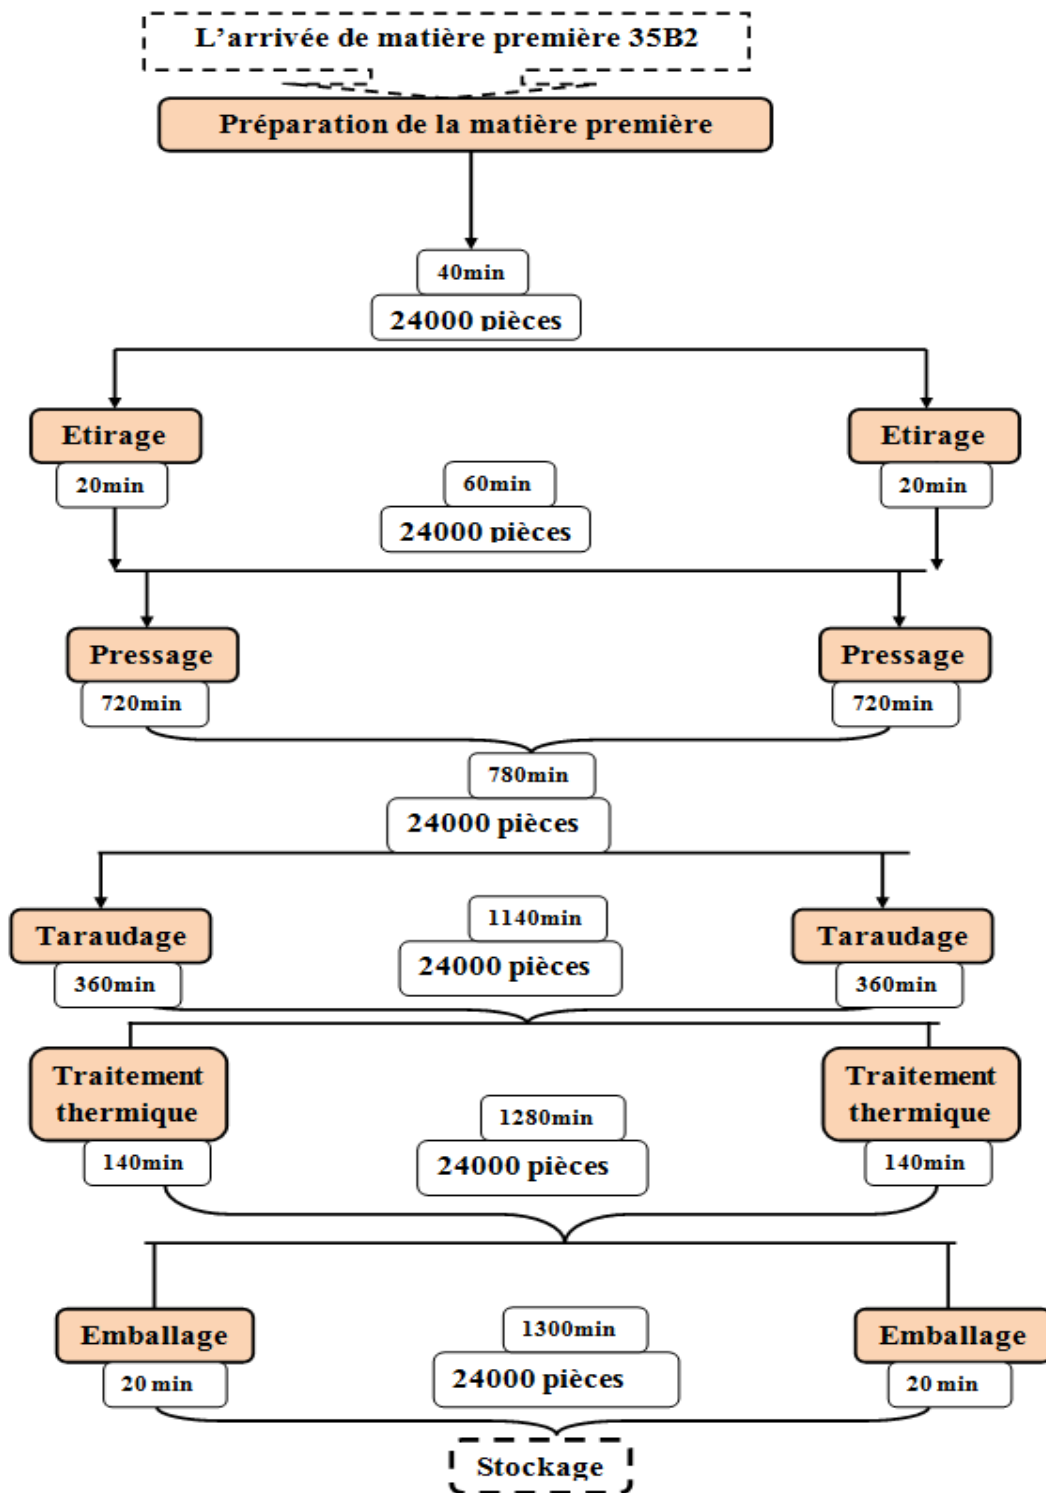 L’arrivée de matière première 35B2
Préparation de la matière première
40min
24000 pièces
Etirage
Etirage
20min
60min
20min
24000 pièces
Pressage
Pressage
720min
720min
780min
24000 pièces
Taraudage
1140min
Taraudage
24000 pièces
360min
360min
Traitement
thermique
Traitement
thermique
1280min
140min
24000 pièces
140min
Emballage
1300min
Emballage
20 min
24000 pièces
20 min
Stockage